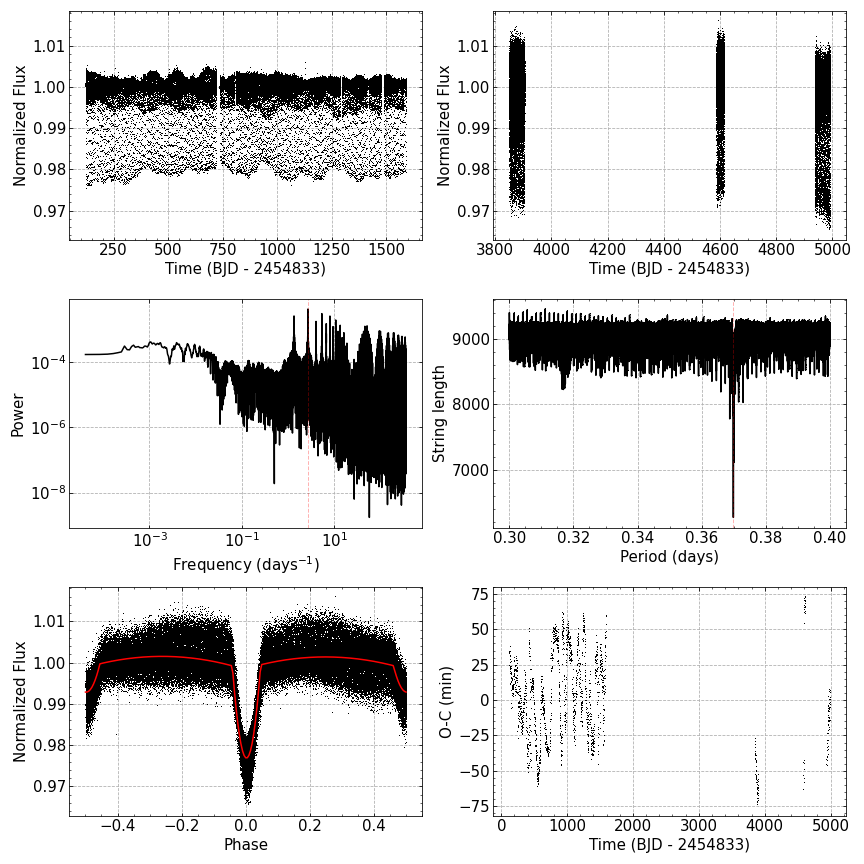 1.01
1.00
0.99
0.98
0.97
Normalized Flux
250 500 750 1000 1250 1500
Time (BJD - 2454833)
1.01
1.00
0.99
0.98
0.97
Normalized Flux
3800 4000 4200 4400 4600 4800 5000
Time (BJD - 2454833)
10⁻⁴
10⁻⁶
10⁻⁸
Power
10⁻³ 10⁻¹ 10¹
Frequency (days⁻¹)
9000
8000
7000
String length
0.30 0.32 0.34 0.36 0.38 0.40
Period (days)
1.01
1.00
0.99
0.98
0.97
Normalized Flux
−0.4 −0.2 0.0 0.2 0.4
Phase
75
50
25
0
−25
−50
−75
O-C (min)
0 1000 2000 3000 4000 5000
Time (BJD - 2454833)